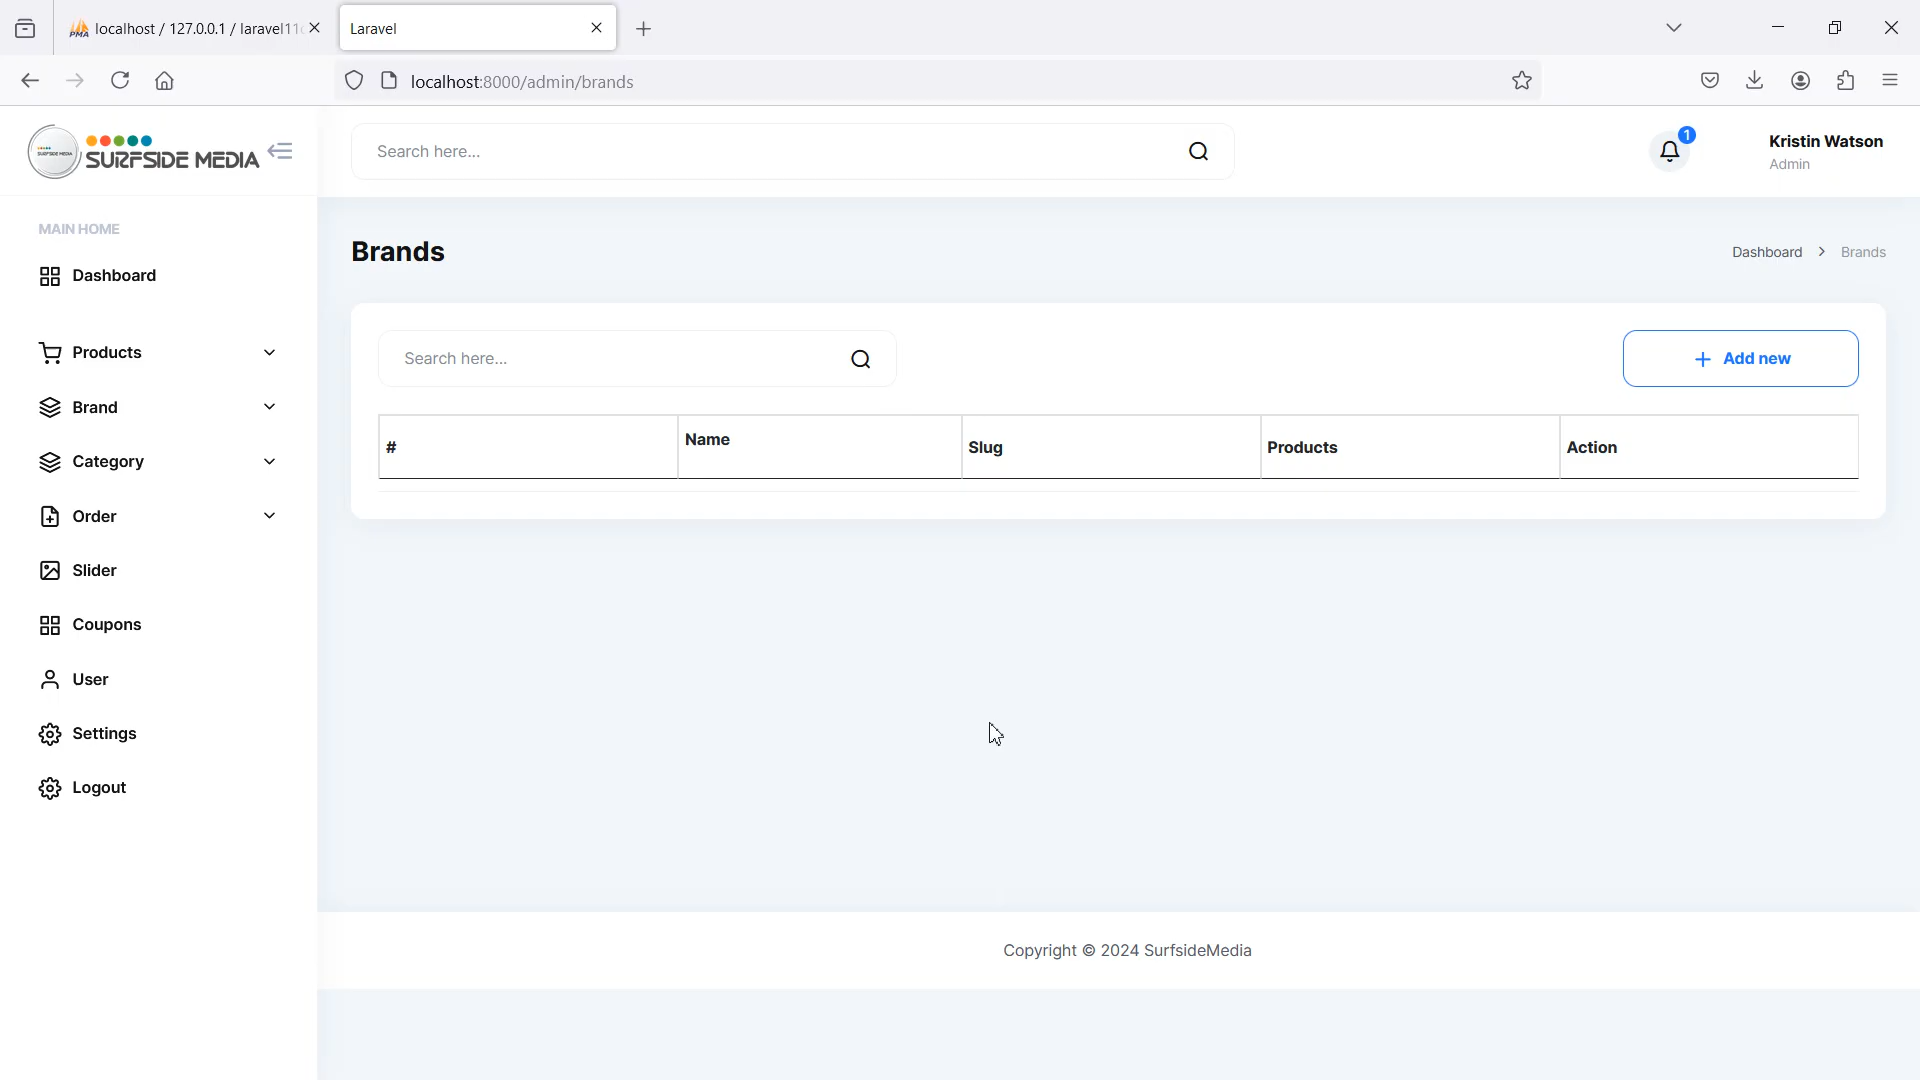 localhost / 127.0.0.1 / laravel11
Laravel
localhost:8000/admin/brands
SURFSIDE MEDIA
SURFSIDE MEDIA
Search here...
1
Kristin Watson
Admin
MAIN HOME
Dashboard
Products
Brand
Category
Order
Slider
Coupons
User
Settings
Logout
Brands
Dashboard > Brands
Search here...
Add new
# Name Slug Products Action
Copyright © 2024 SurfsideMedia